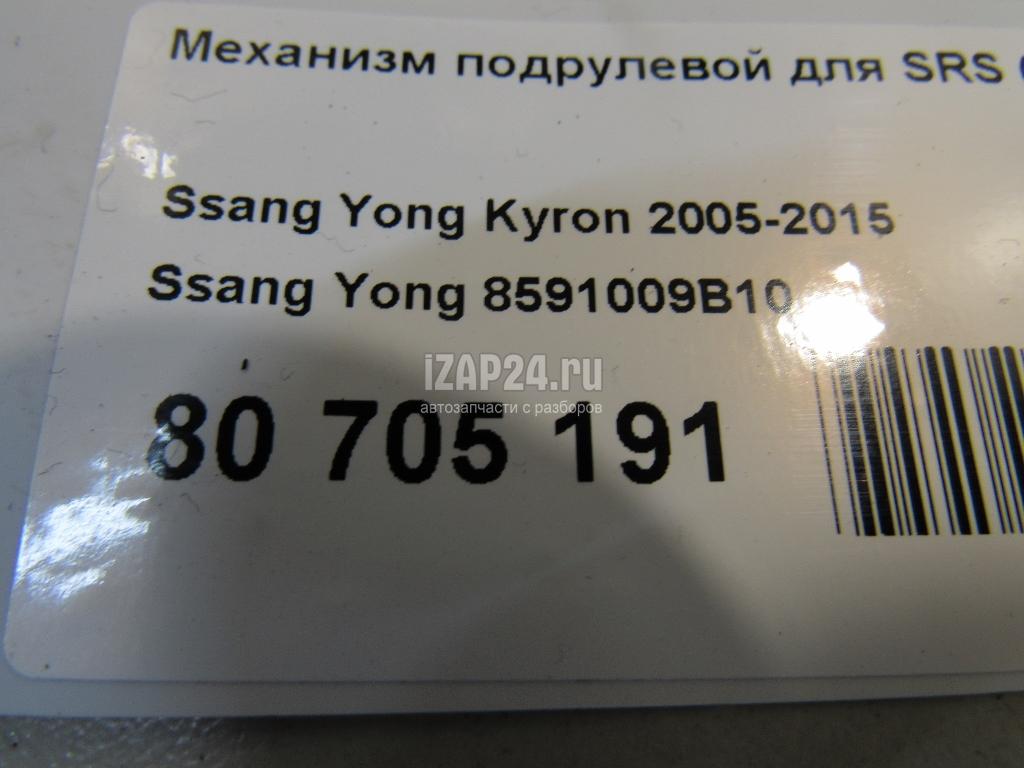 Механизм подрулевой для SRS (
Ssang Yong Kyron 2005-2015
Ssang Yong 8591009B10
iZAP24.ru
автозапчасти с разборов
80 705 191